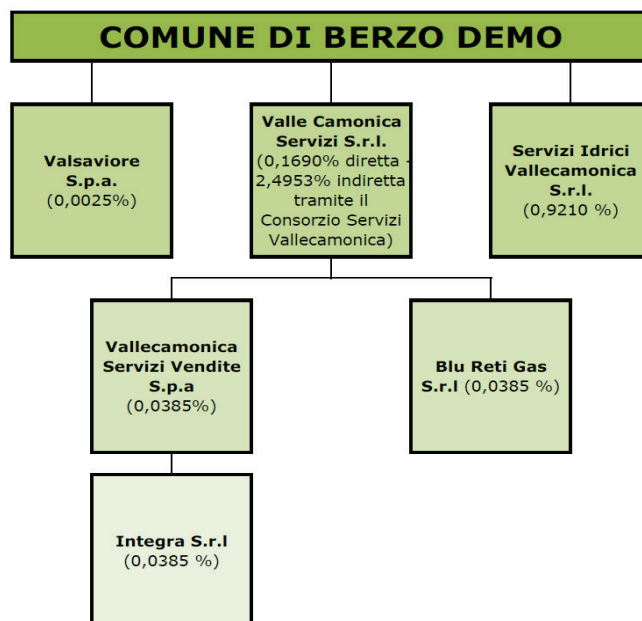 COMUNE DI BERZO DEMO
Valsaviore
S.p.a.
(0,0025%)
Valle Camonica
Servizi S.r.l.
(0,1690% diretta -
2,4953% indiretta
tramite il
Consorzio Servizi
Vallecamonica)
Servizi Idrici
Vallecamonica
S.r.l.
(0,9210 %)
Vallecamonica
Servizi Vendite
S.p.a
(0,0385%)
Blu Reti Gas
S.r.l (0,0385 %)
Integra S.r.l
(0,0385 %)